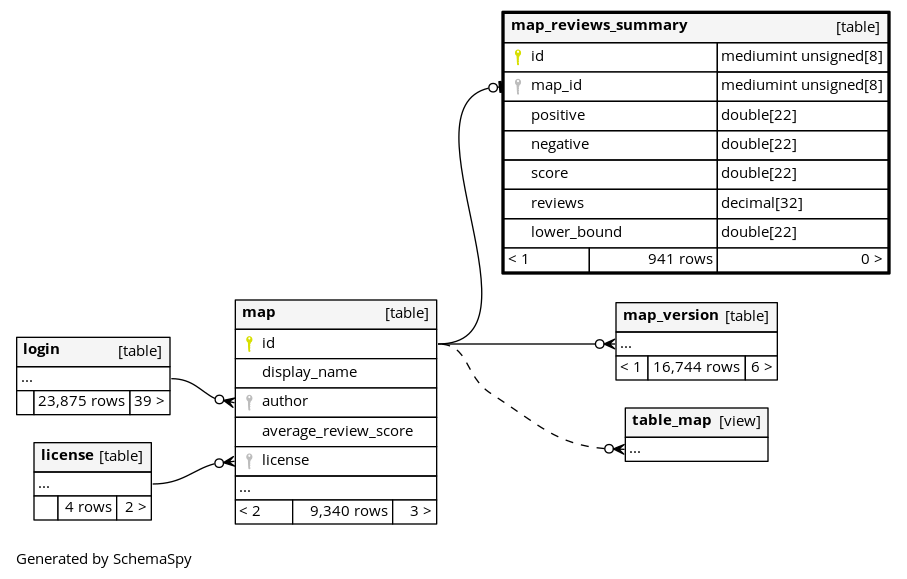 map_reviews_summary [table]
id mediumint unsigned[8]
map_id mediumint unsigned[8]
positive double[22]
negative double[22]
score double[22]
reviews decimal[32]
lower_bound double[22]
< 1 941 rows 0 >
map [table]
id
display_name
author
average_review_score
license
...
< 2 9,340 rows 3 >
map_version [table]
...
< 1 16,744 rows 6 >
login [table]
...
23,875 rows 39 >
table_map [view]
...
license [table]
...
4 rows 2 >
Generated by SchemaSpy